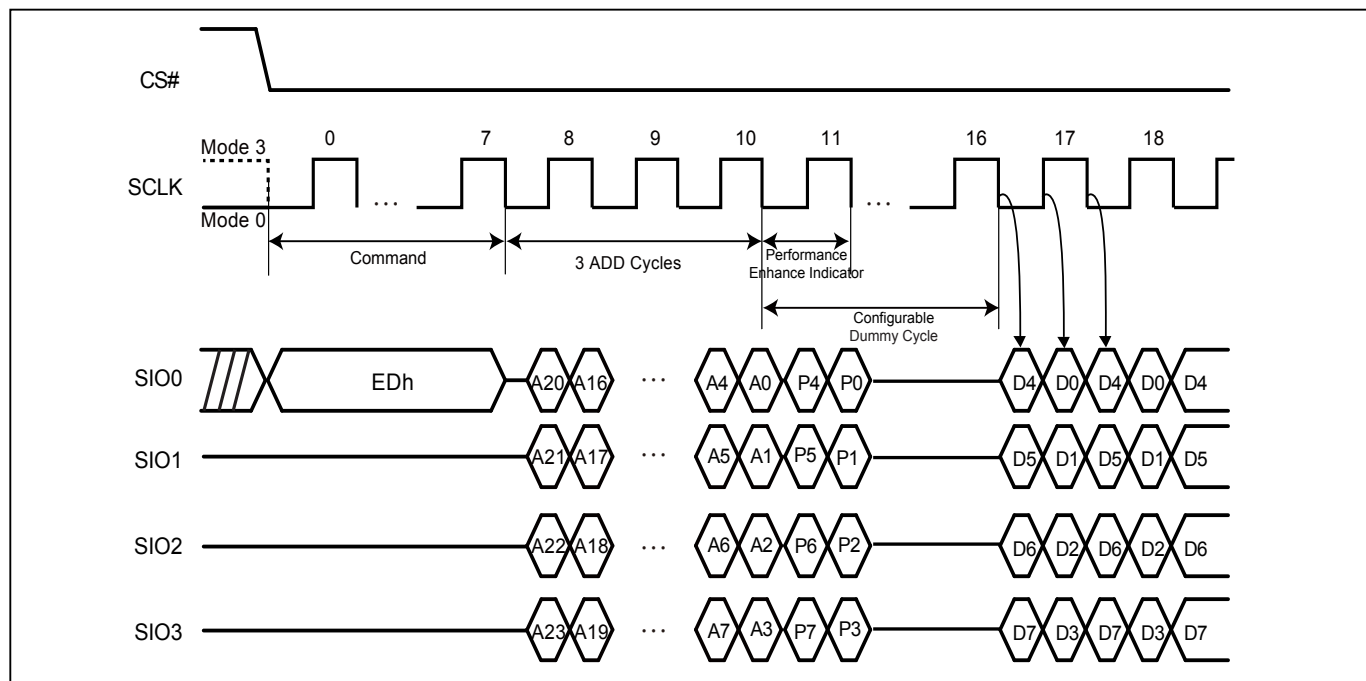 CS#
0 7 8 9 10 11 16 17 18
Mode 3
SCLK
... ...
Mode 0
Command
3 ADD Cycles
Performance
Enhance Indicator
Configurable
Dummy Cycle
SIO0 EDh A20 A16 ... A4 A0 P4 P0 D4 D0 D4 D0 D4
SIO1 A21 A17 ... A5 A1 P5 P1 D5 D1 D5 D1 D5
SIO2 A22 A18 ... A6 A2 P6 P2 D6 D2 D6 D2 D6
SIO3 A23 A19 ... A7 A3 P7 P3 D7 D3 D7 D3 D7